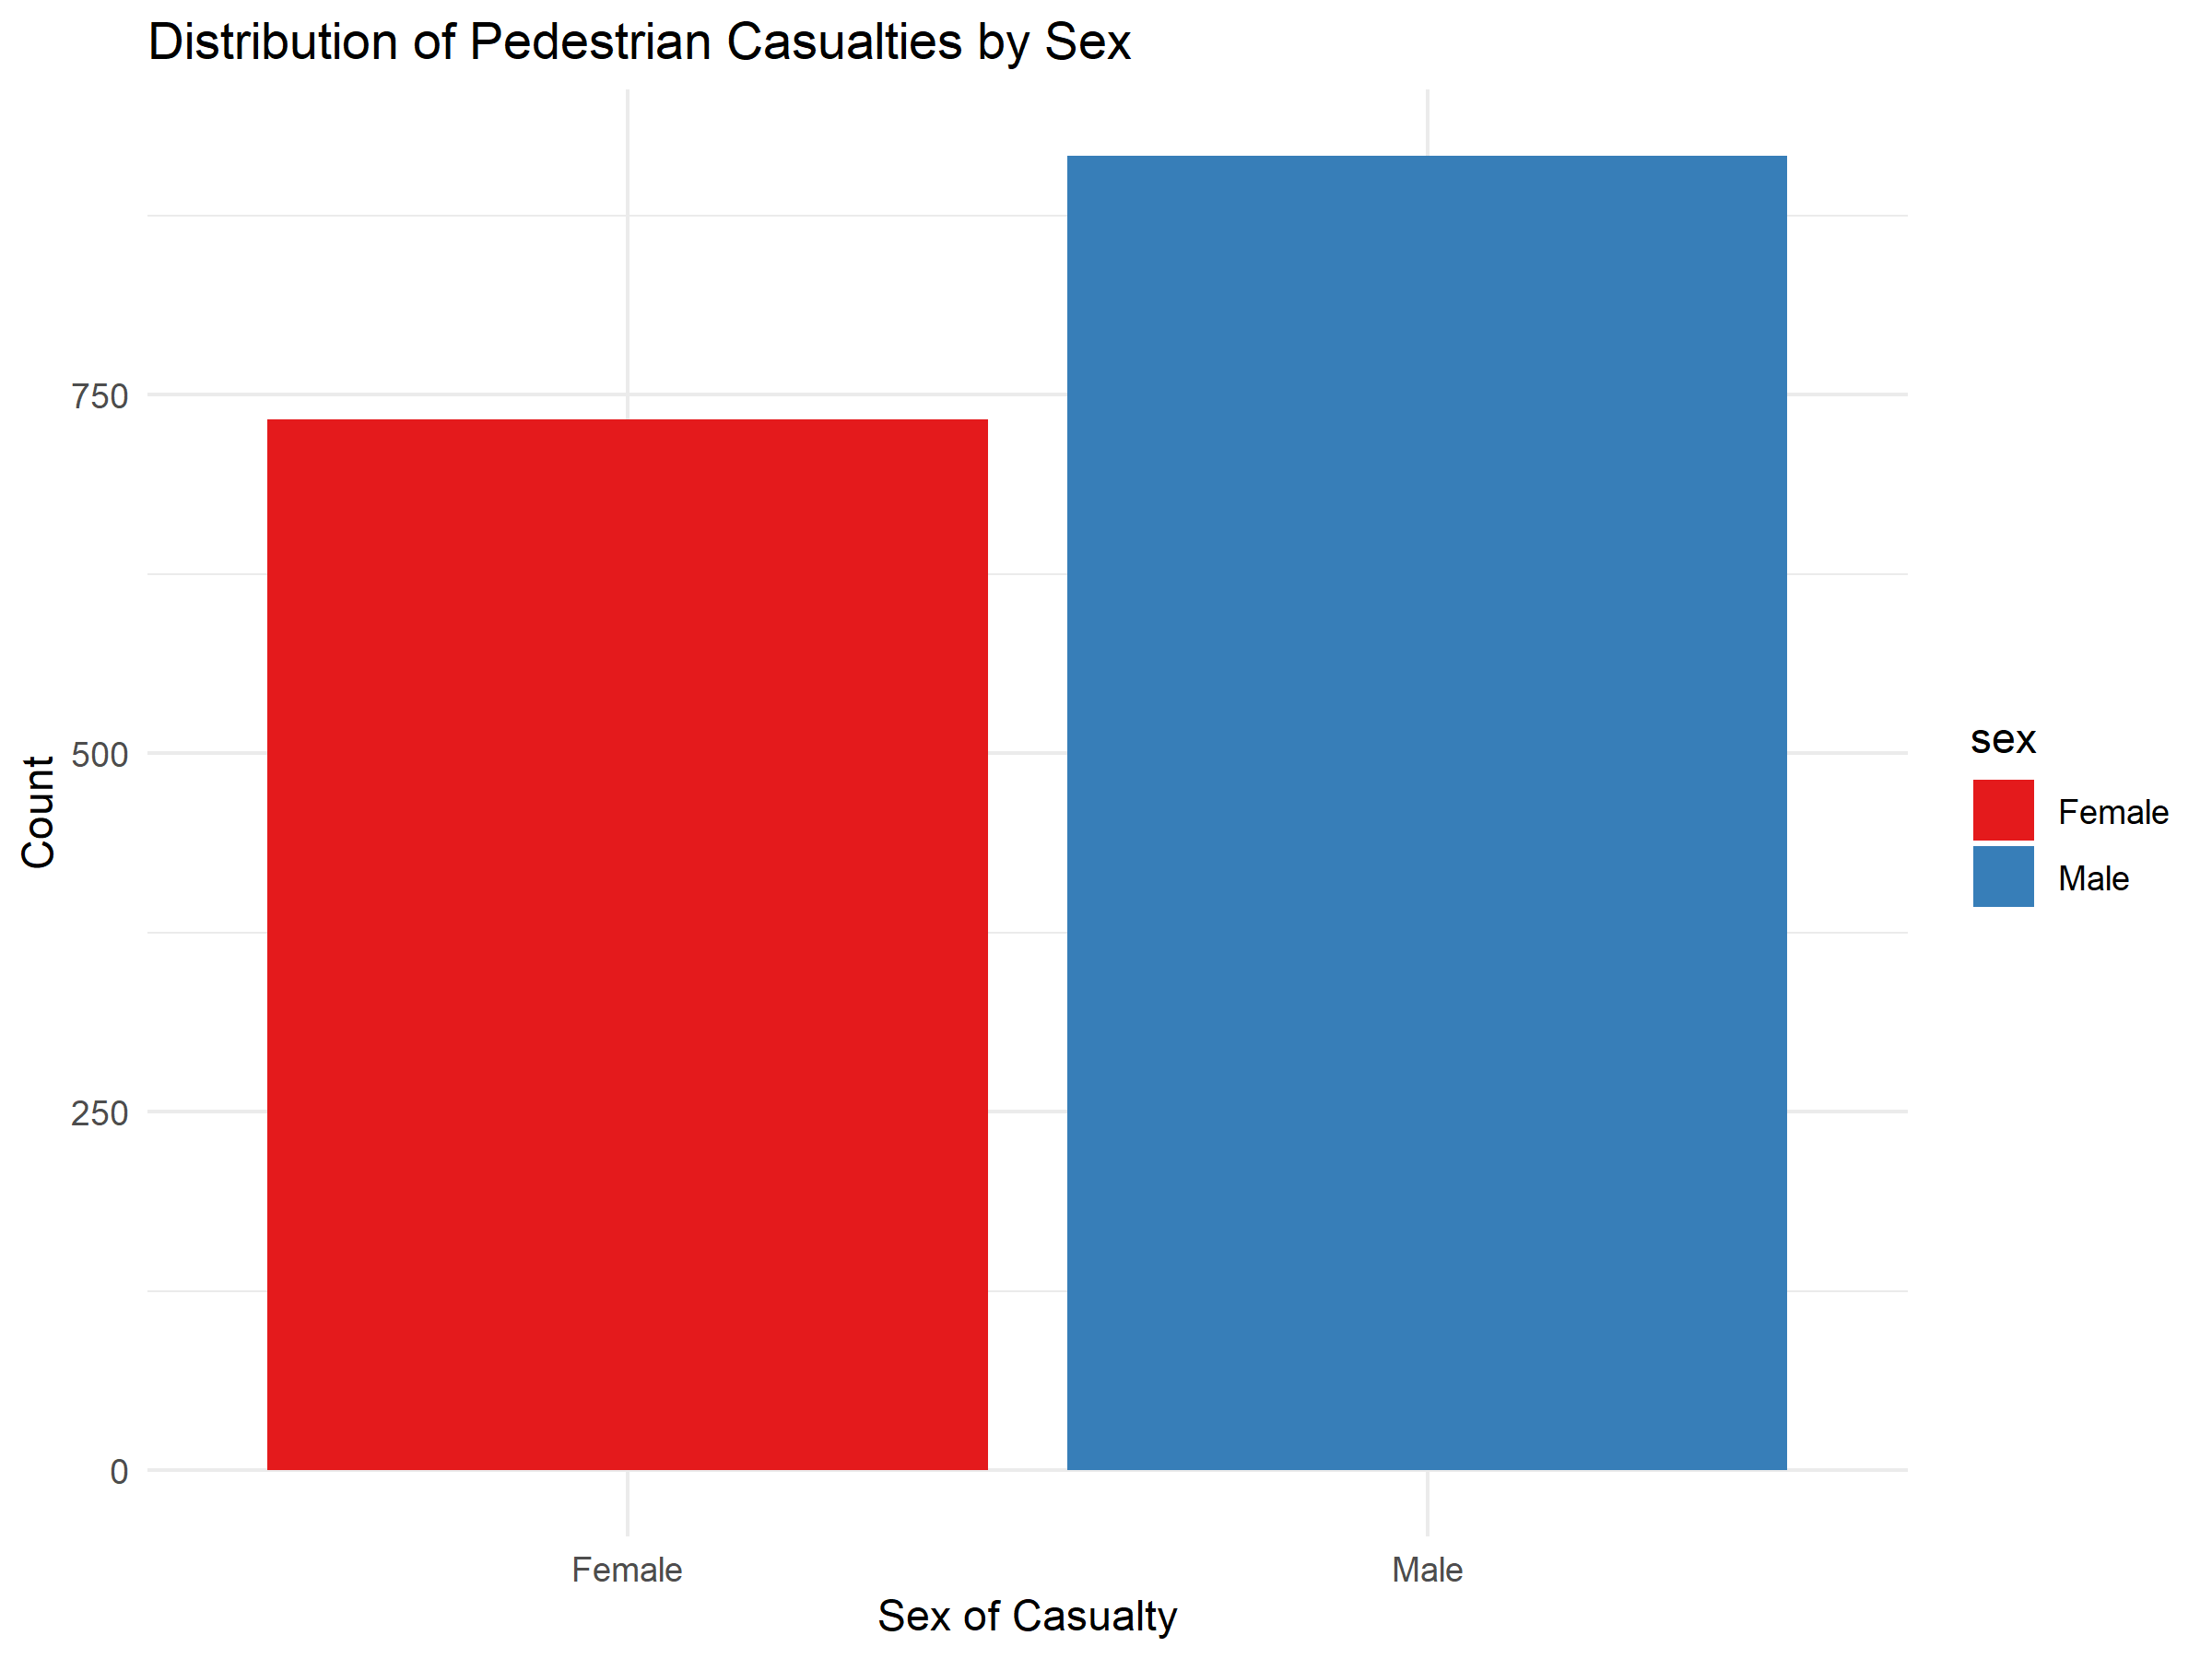 Distribution of Pedestrian Casualties by Sex
750
500
250
0
Count
Female
Male
Sex of Casualty
sex
Female
Male